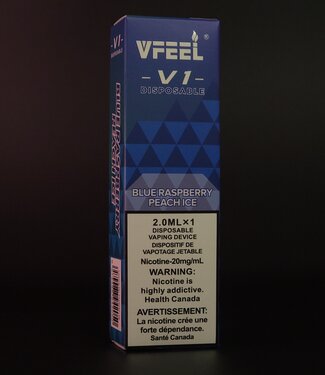 VFEEL®
- V1 -
DISPOSABLE
BLUE RASPBERRY
PEACH ICE
2.0ML×1
DISPOSABLE
VAPING DEVICE
DISPOSITIF DE
VAPOTAGE JETABLE
Nicotine-20mg/mL
WARNING:
Nicotine is
highly addictive.
Health Canada
AVERTISSEMENT:
La nicotine crée une
forte dépendance.
Santé Canada